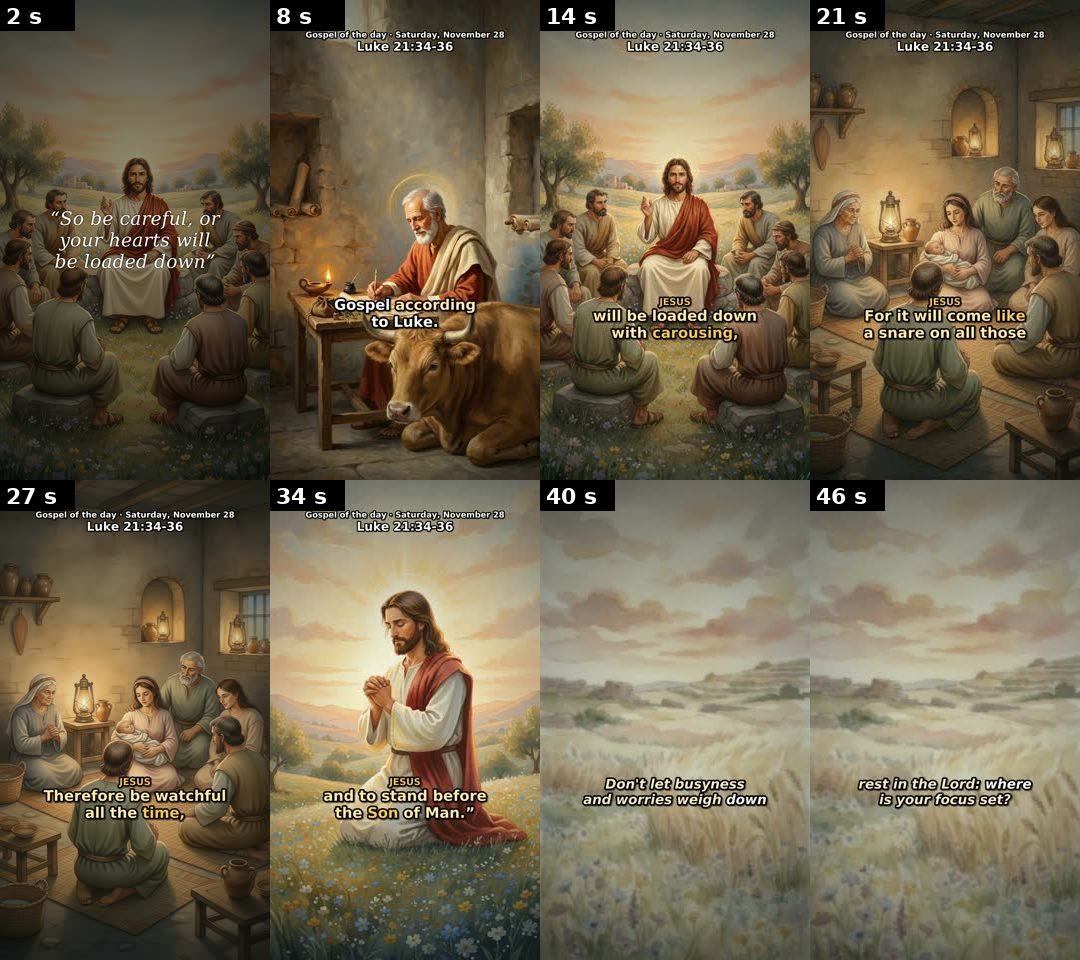 2 s
“So be careful, or
your hearts will
be loaded down”
8 s
Gospel of the day · Saturday, November 28
Luke 21:34-36
Gospel according
to Luke.
14 s
Gospel of the day · Saturday, November 28
Luke 21:34-36
JESUS
will be loaded down
with carousing,
21 s
Gospel of the day · Saturday, November 28
Luke 21:34-36
JESUS
For it will come like
a snare on all those
27 s
Gospel of the day · Saturday, November 28
Luke 21:34-36
JESUS
Therefore be watchful
all the time,
34 s
Gospel of the day · Saturday, November 28
Luke 21:34-36
JESUS
and to stand before
the Son of Man.”
40 s
Don't let busyness
and worries weigh down
46 s
rest in the Lord: where
is your focus set?